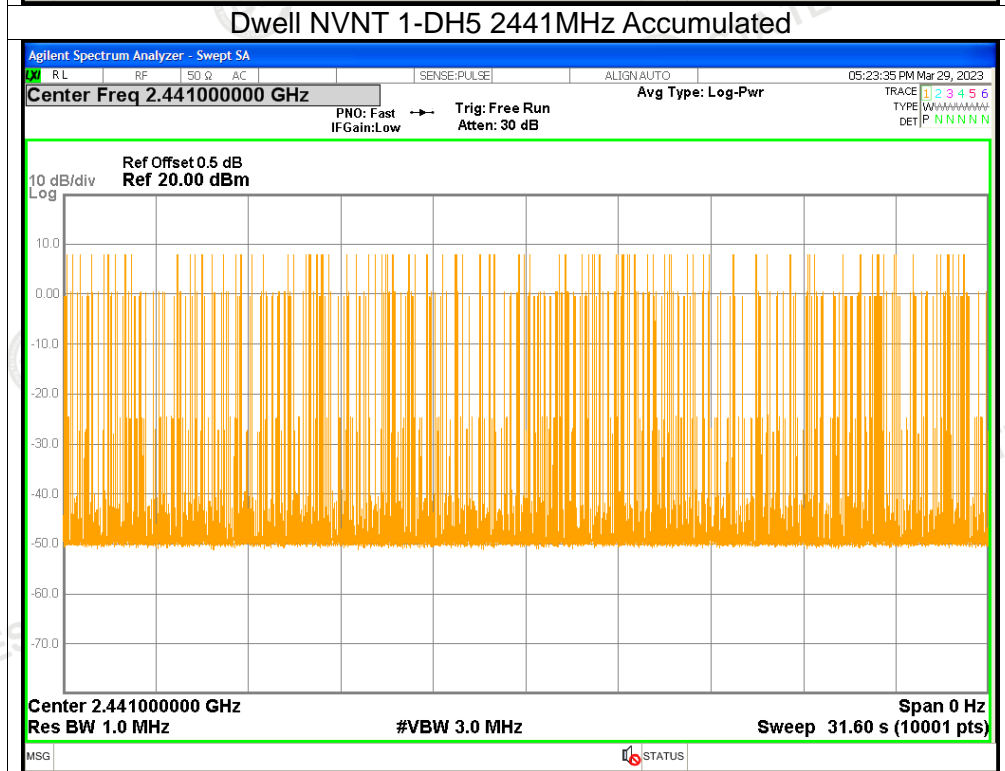 Dwell NVNT 1-DH5 2441MHz Accumulated
Agilent Spectrum Analyzer - Swept SA
LXI RL RF 50 Ω AC SENSE:PULSE ALIGN AUTO 05:23:35 PM Mar 29, 2023
Center Freq 2.441000000 GHz
PNO: Fast
IFGain:Low
Trig: Free Run
Atten: 30 dB
Avg Type: Log-Pwr
TRACE 1 2 3 4 5 6
TYPE W
DET P N N N N N
Ref Offset 0.5 dB
10 dB/div Ref 20.00 dBm
Log
10.0
0.00
-10.0
-20.0
-30.0
-40.0
-50.0
-60.0
-70.0
Center 2.441000000 GHz Span 0 Hz
Res BW 1.0 MHz #VBW 3.0 MHz Sweep 31.60 s (10001 pts)
MSG STATUS